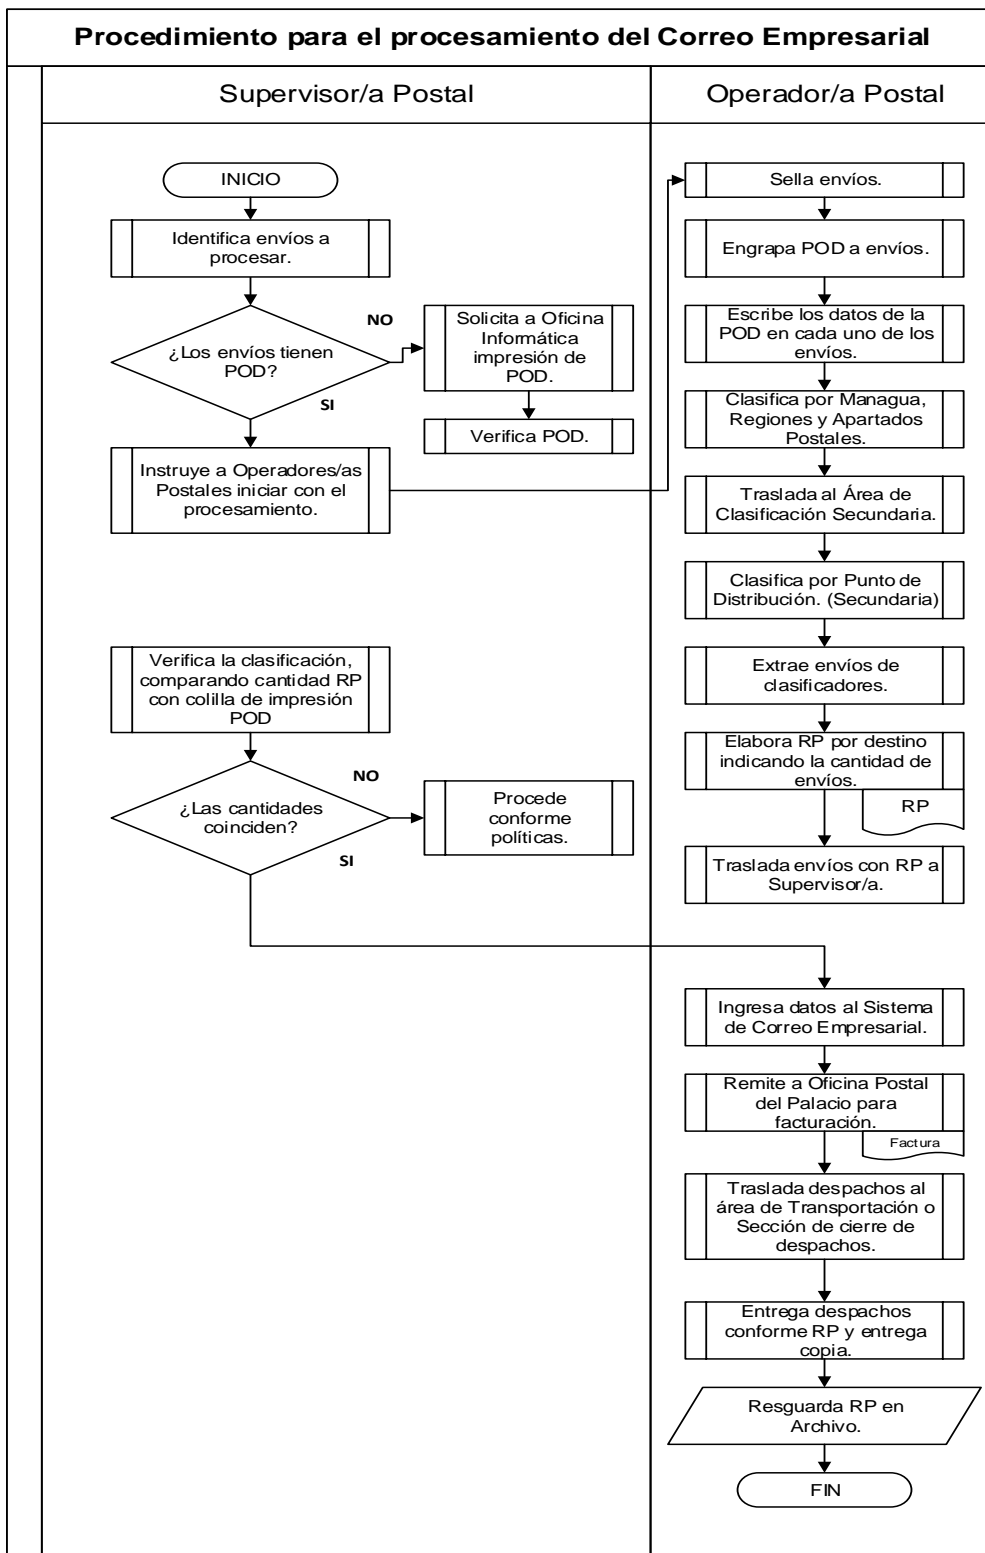 Procedimiento para el procesamiento del Correo Empresarial
Supervisor/a Postal
Operador/a Postal
INICIO
Identifica envíos a
procesar.
¿Los envíos tienen
POD?
NO
SI
Solicita a Oficina
Informática
impresión de
POD.
Verifica POD.
Instruye a Operadores/as
Postales iniciar con el
procesamiento.
Sella envíos.
Engrapa POD a envíos.
Escribe los datos de la
POD en cada uno de los
envíos.
Clasifica por Managua,
Regiones y Apartados
Postales.
Traslada al Área de
Clasificación Secundaria.
Clasifica por Punto de
Distribución. (Secundaria)
Extrae envíos de
clasificadores.
Elabora RP por destino
indicando la cantidad de
envíos.
RP
Traslada envíos con RP a
Supervisor/a.
Verifica la clasificación,
comparando cantidad RP
con colilla de impresión
POD
¿Las cantidades
coinciden?
NO
SI
Procede
conforme
políticas.
Ingresa datos al Sistema
de Correo Empresarial.
Remite a Oficina Postal
del Palacio para
facturación.
Factura
Traslada despachos al
área de Transportación o
Sección de cierre de
despachos.
Entrega despachos
conforme RP y entrega
copia.
Resguarda RP en
Archivo.
FIN